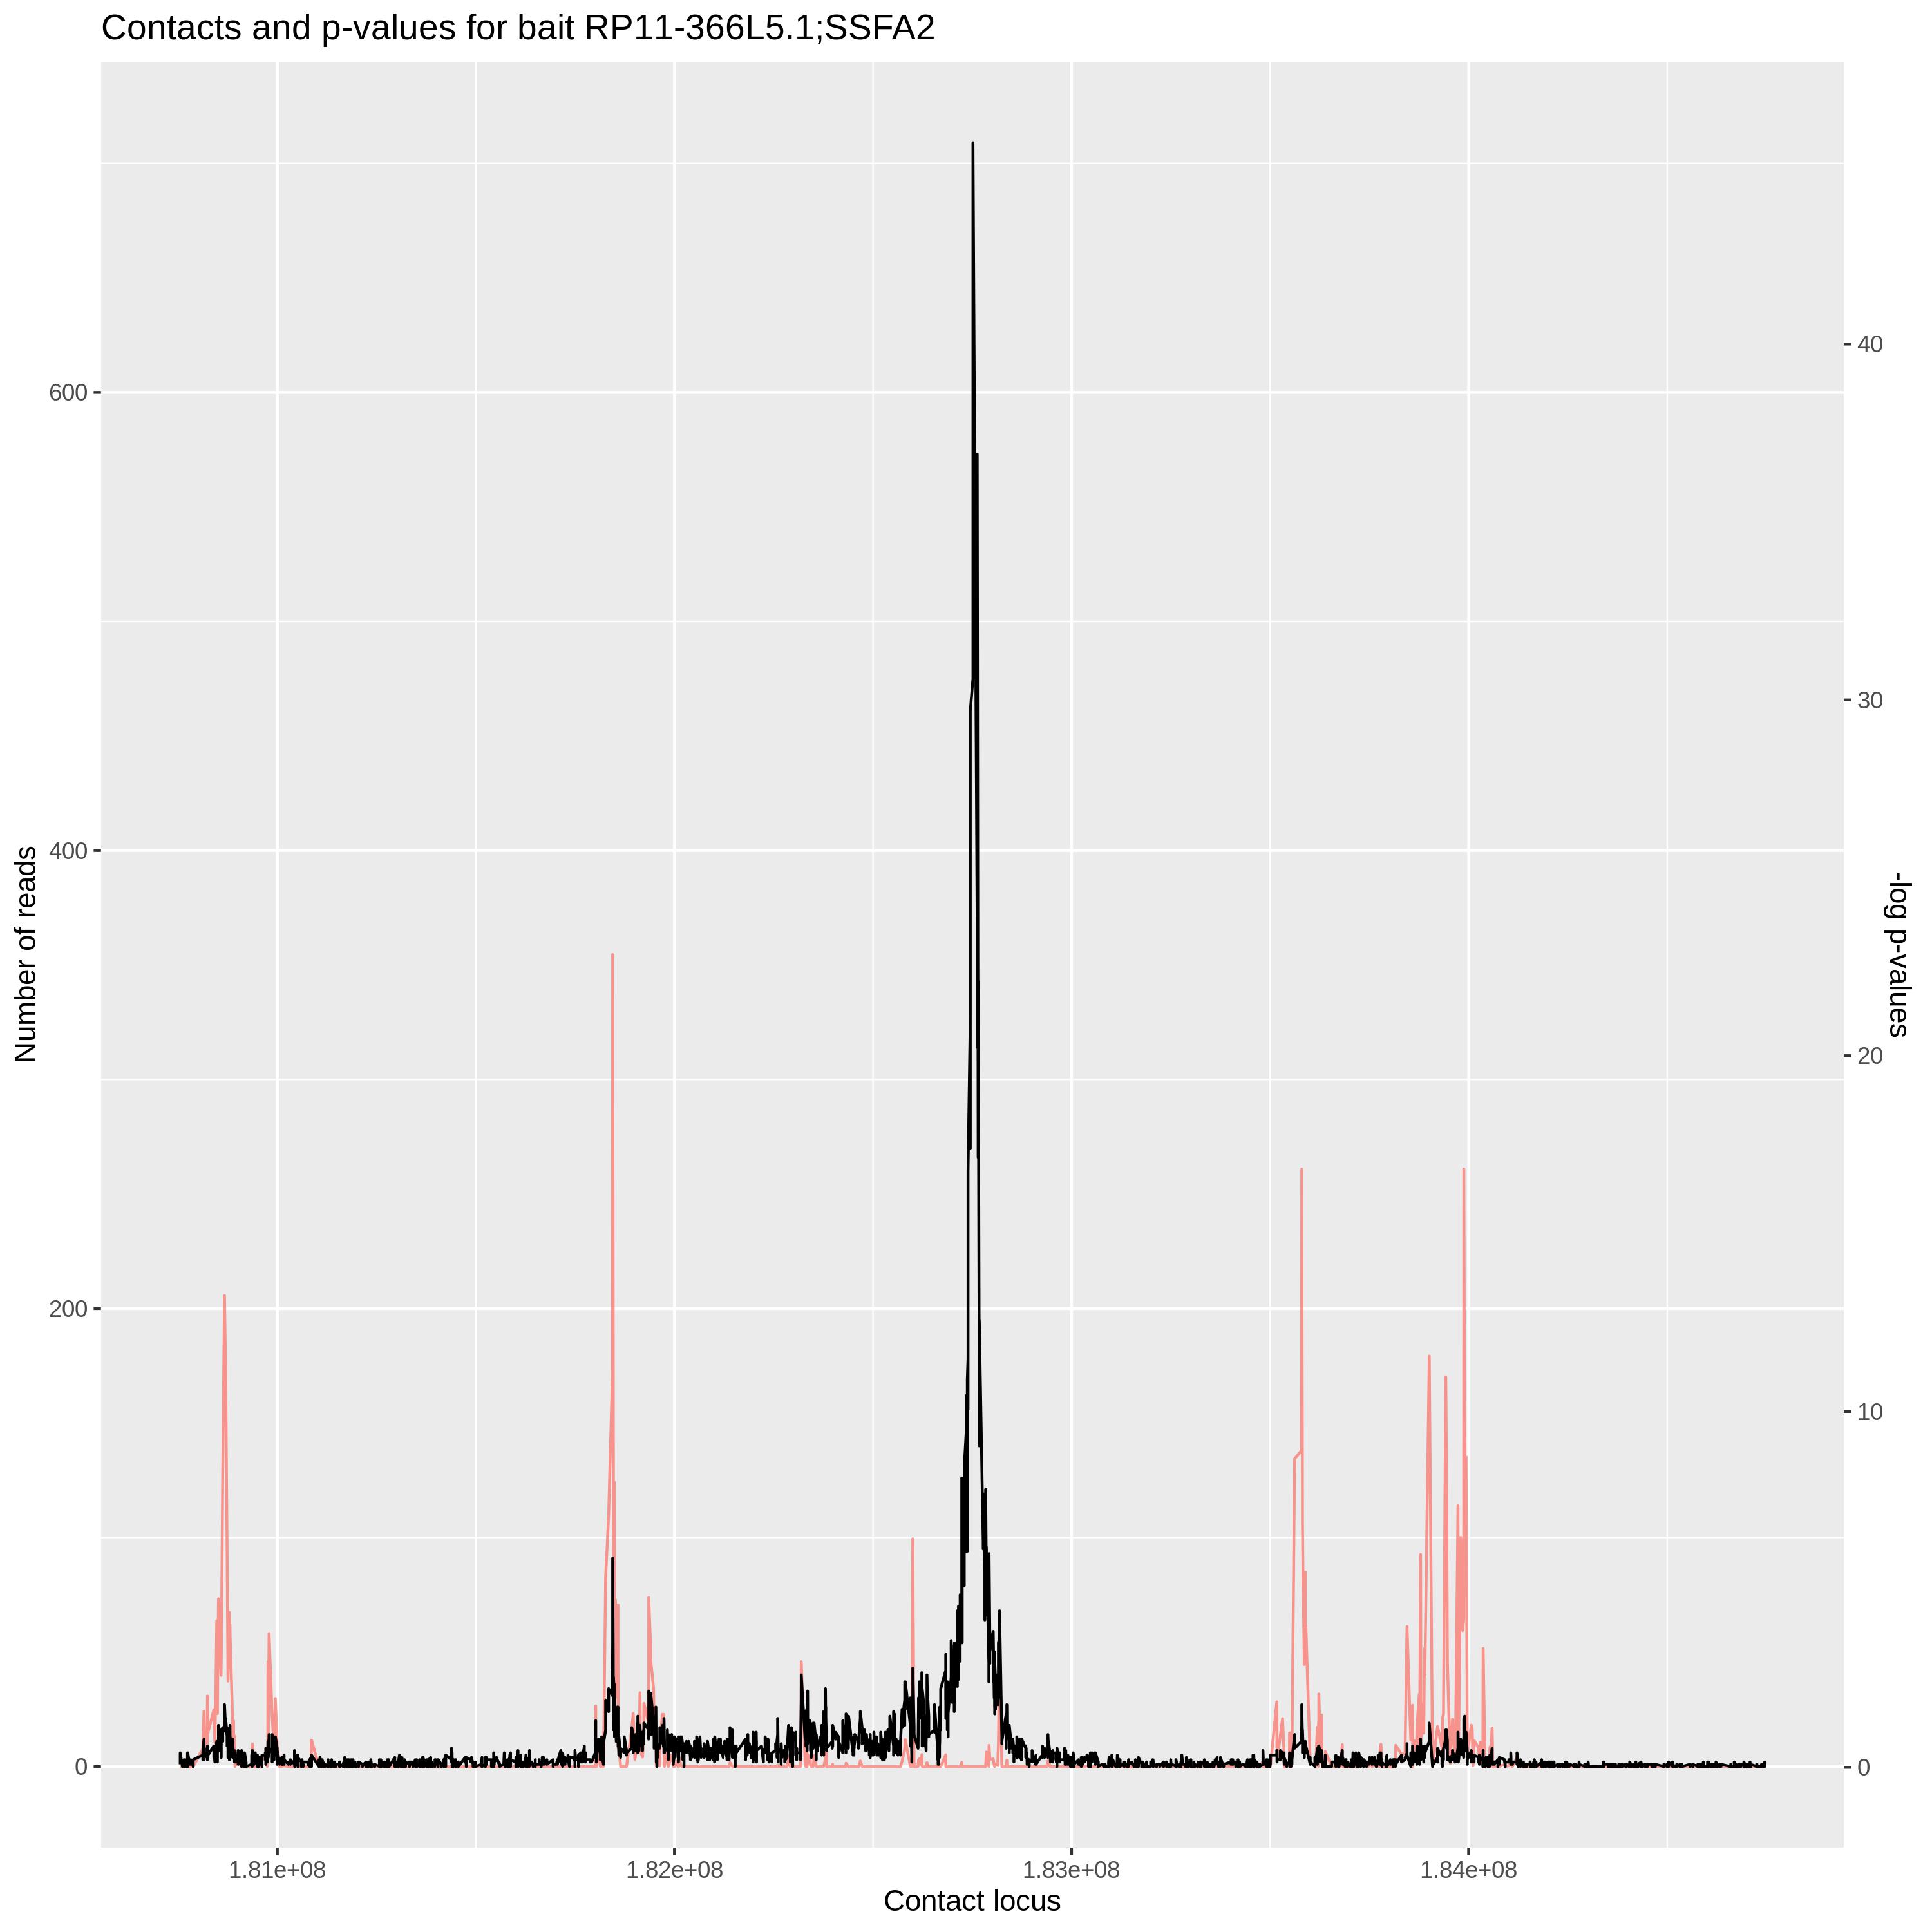 Contacts and p-values for bait RP11-366L5.1;SSFA2
600
400
200
0
Number of reads
40
30
20
10
0
-log p-values
1.81e+08
1.82e+08
1.83e+08
1.84e+08
Contact locus